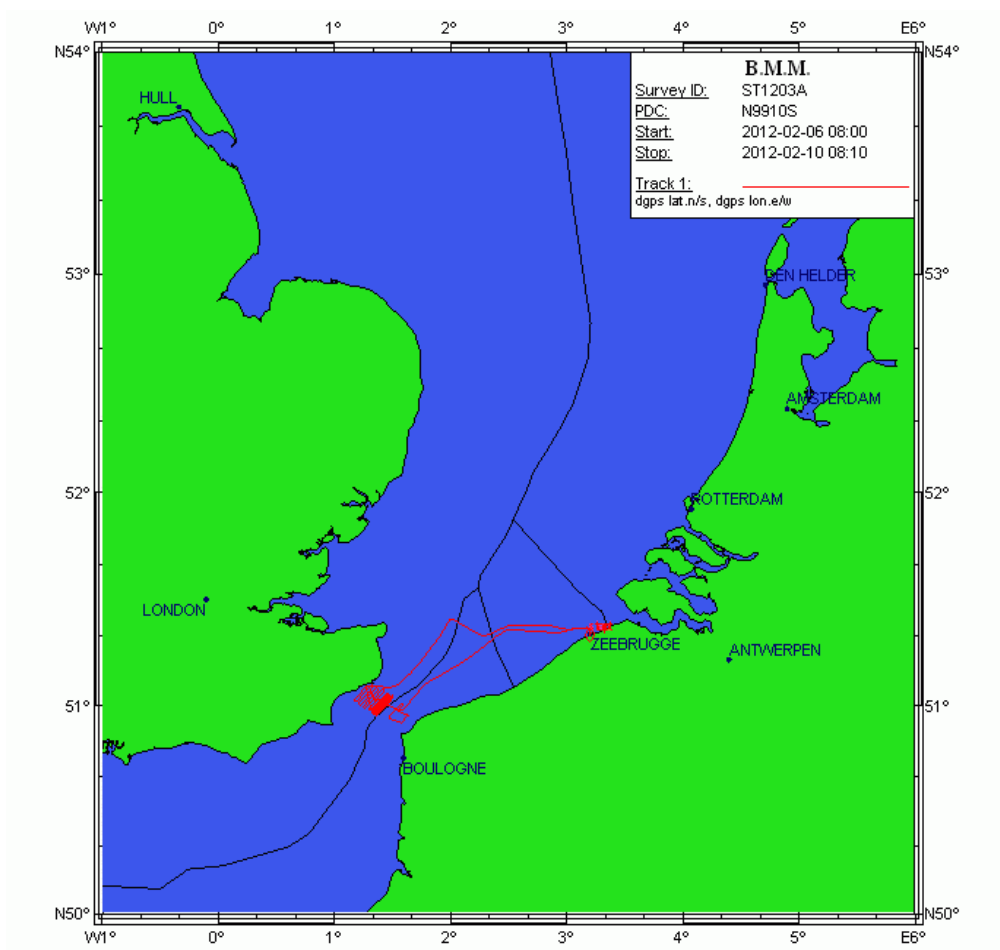 W1° 0° 1° 2° 3° 4° 5° E6°
N54° N54°
B.M.M.
Survey ID: ST1203A
PDC: N9910S
Start: 2012-02-06 08:00
Stop: 2012-02-10 08:10
Track 1:
dgps lat.n/s, dgps lon.e/w
HULL
53° 53°
DEN HELDER
AMSTERDAM
52° 52°
ROTTERDAM
LONDON
ZEEBRUGGE
ANTWERPEN
51° 51°
BOULOGNE
N50° N50°
W1° 0° 1° 2° 3° 4° 5° E6°